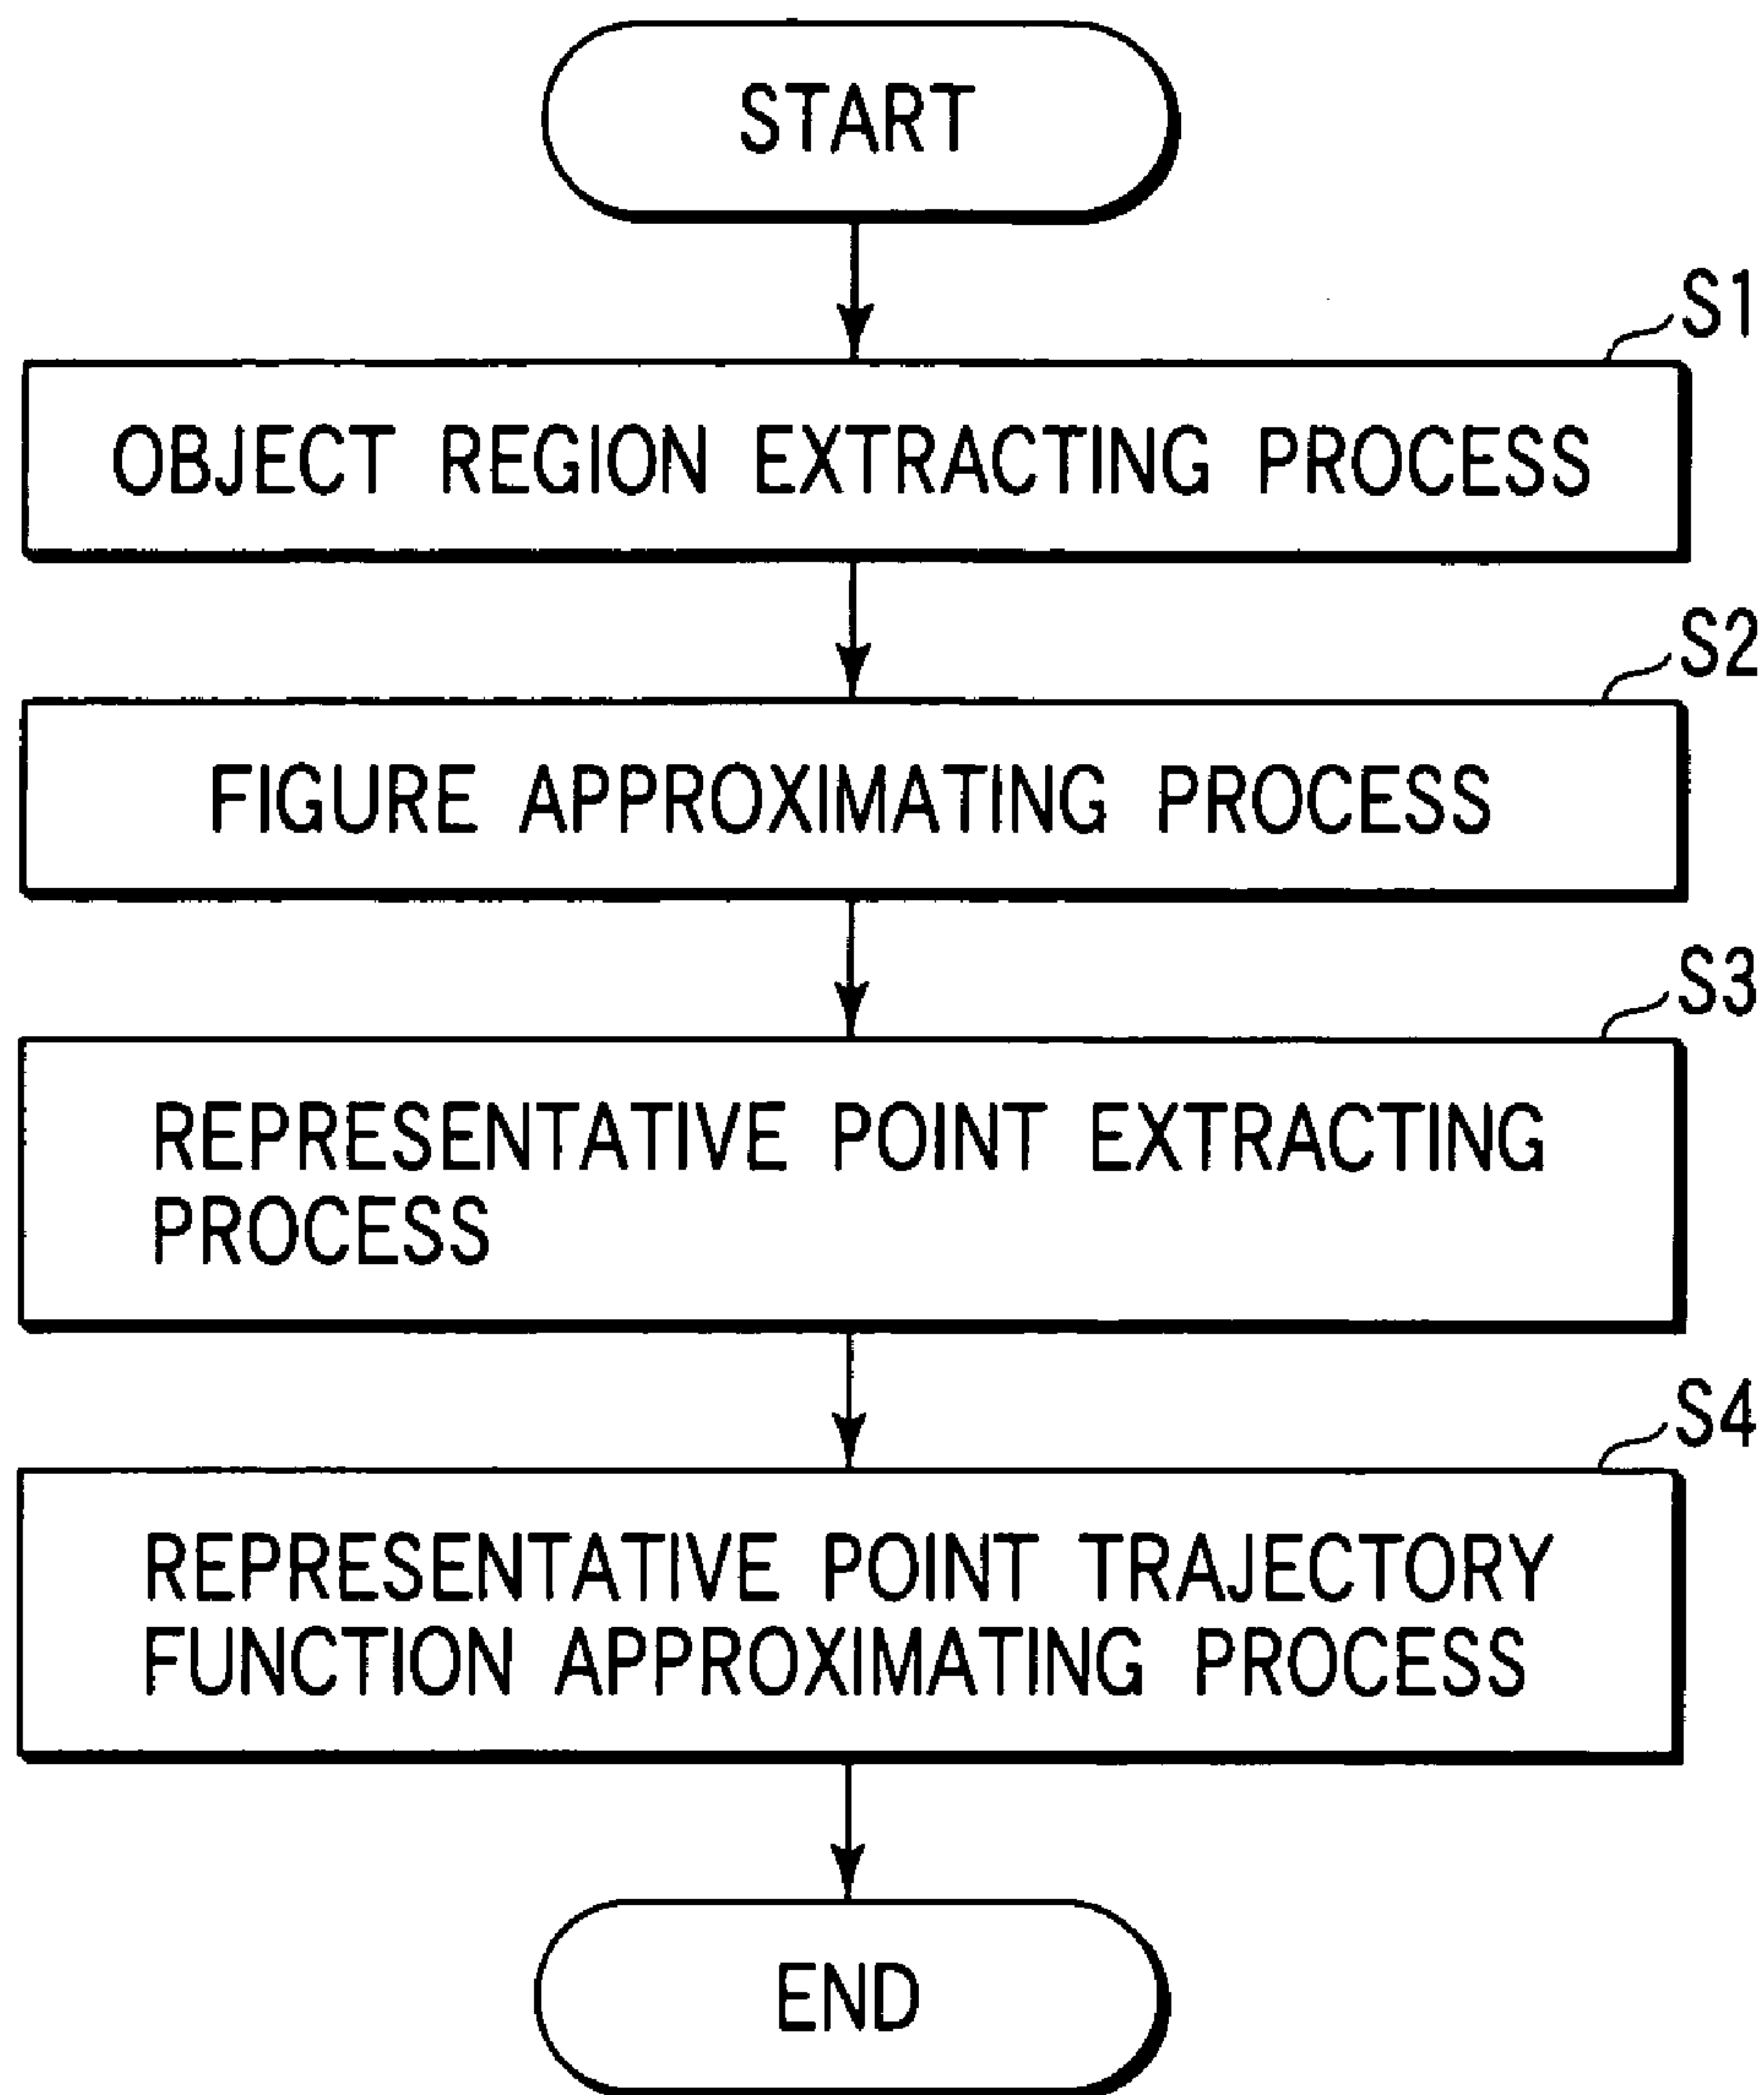 START
S1
OBJECT REGION EXTRACTING PROCESS
S2
FIGURE APPROXIMATING PROCESS
S3
REPRESENTATIVE POINT EXTRACTING
PROCESS
S4
REPRESENTATIVE POINT TRAJECTORY
FUNCTION APPROXIMATING PROCESS
END